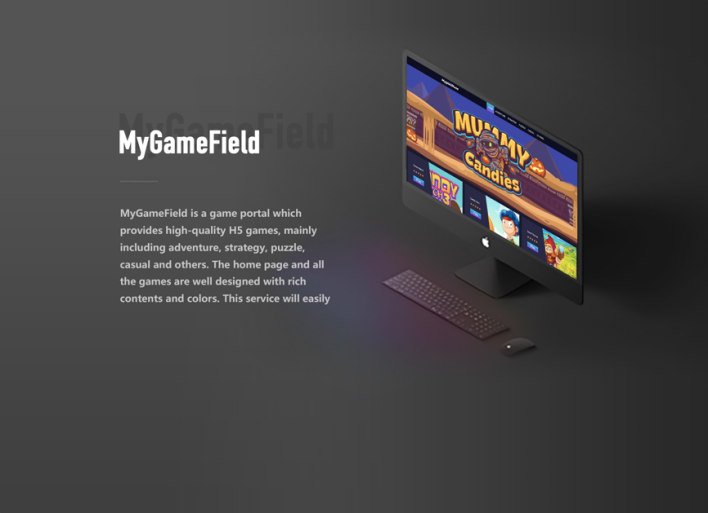 MyGameField
MyGameField
MyGameField is a game portal which
provides high-quality H5 games, mainly
including adventure, strategy, puzzle,
casual and others. The home page and all
the games are well designed with rich
contents and colors. This service will easily
MUMMY
Candies